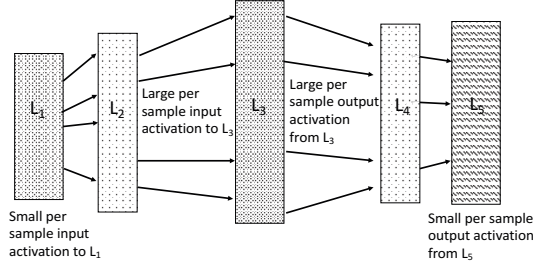 L1
L2
Large per
sample input
activation to L3
L3
Large per
sample output
activation
from L3
L4
L5
Small per
sample input
activation to L1
Small per sample
output activation
from L5